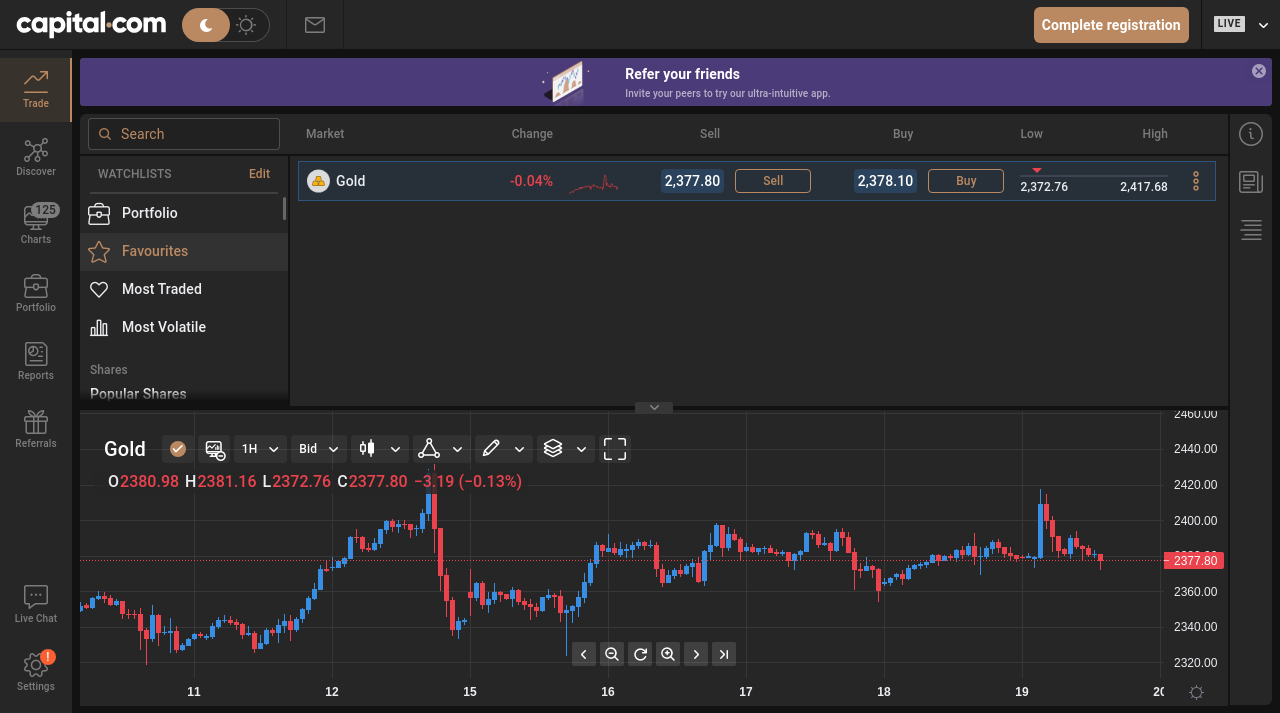 capital.com
Complete registration
LIVE
Refer your friends
Invite your peers to try our ultra-intuitive app.
Trade
Discover
125
Charts
Portfolio
Reports
Referrals
Live Chat
!
Settings
Search
Market Change Sell Buy Low High
WATCHLISTS Edit
Portfolio
Favourites
Most Traded
Most Volatile
Shares
Popular Shares
Gold -0.04% 2,377.80 Sell 2,378.10 Buy 2,372.76 2,417.68
Gold 1H Bid
O2380.98 H2381.16 L2372.76 C2377.80 −3.19 (−0.13%)
2460.00
2440.00
2420.00
2400.00
2377.80
2360.00
2340.00
2320.00
11 12 15 16 17 18 19